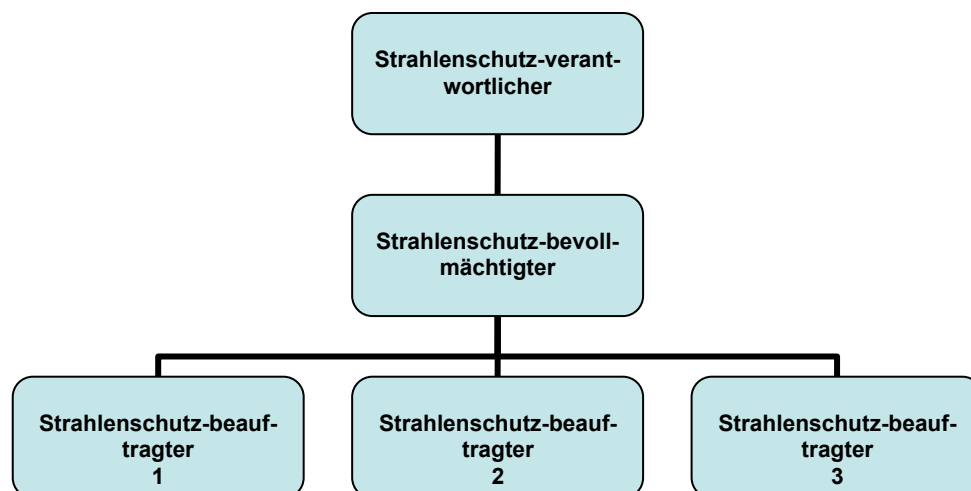 Strahlenschutz-verant-
wortlicher
Strahlenschutz-bevoll-
mächtigter
Strahlenschutz-beauf-
tragter
1
Strahlenschutz-beauf-
tragter
2
Strahlenschutz-beauf-
tragter
3